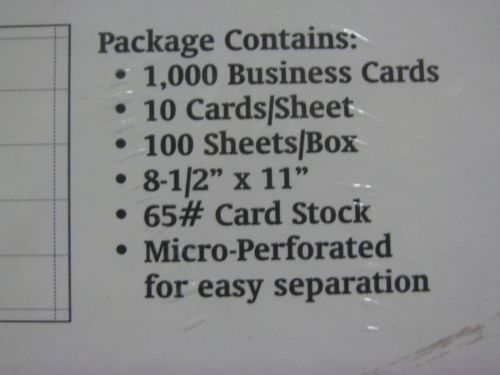 Package Contains:
• 1,000 Business Cards
• 10 Cards/Sheet
• 100 Sheets/Box
• 8-1/2” x 11”
• 65# Card Stock
• Micro-Perforated
for easy separation